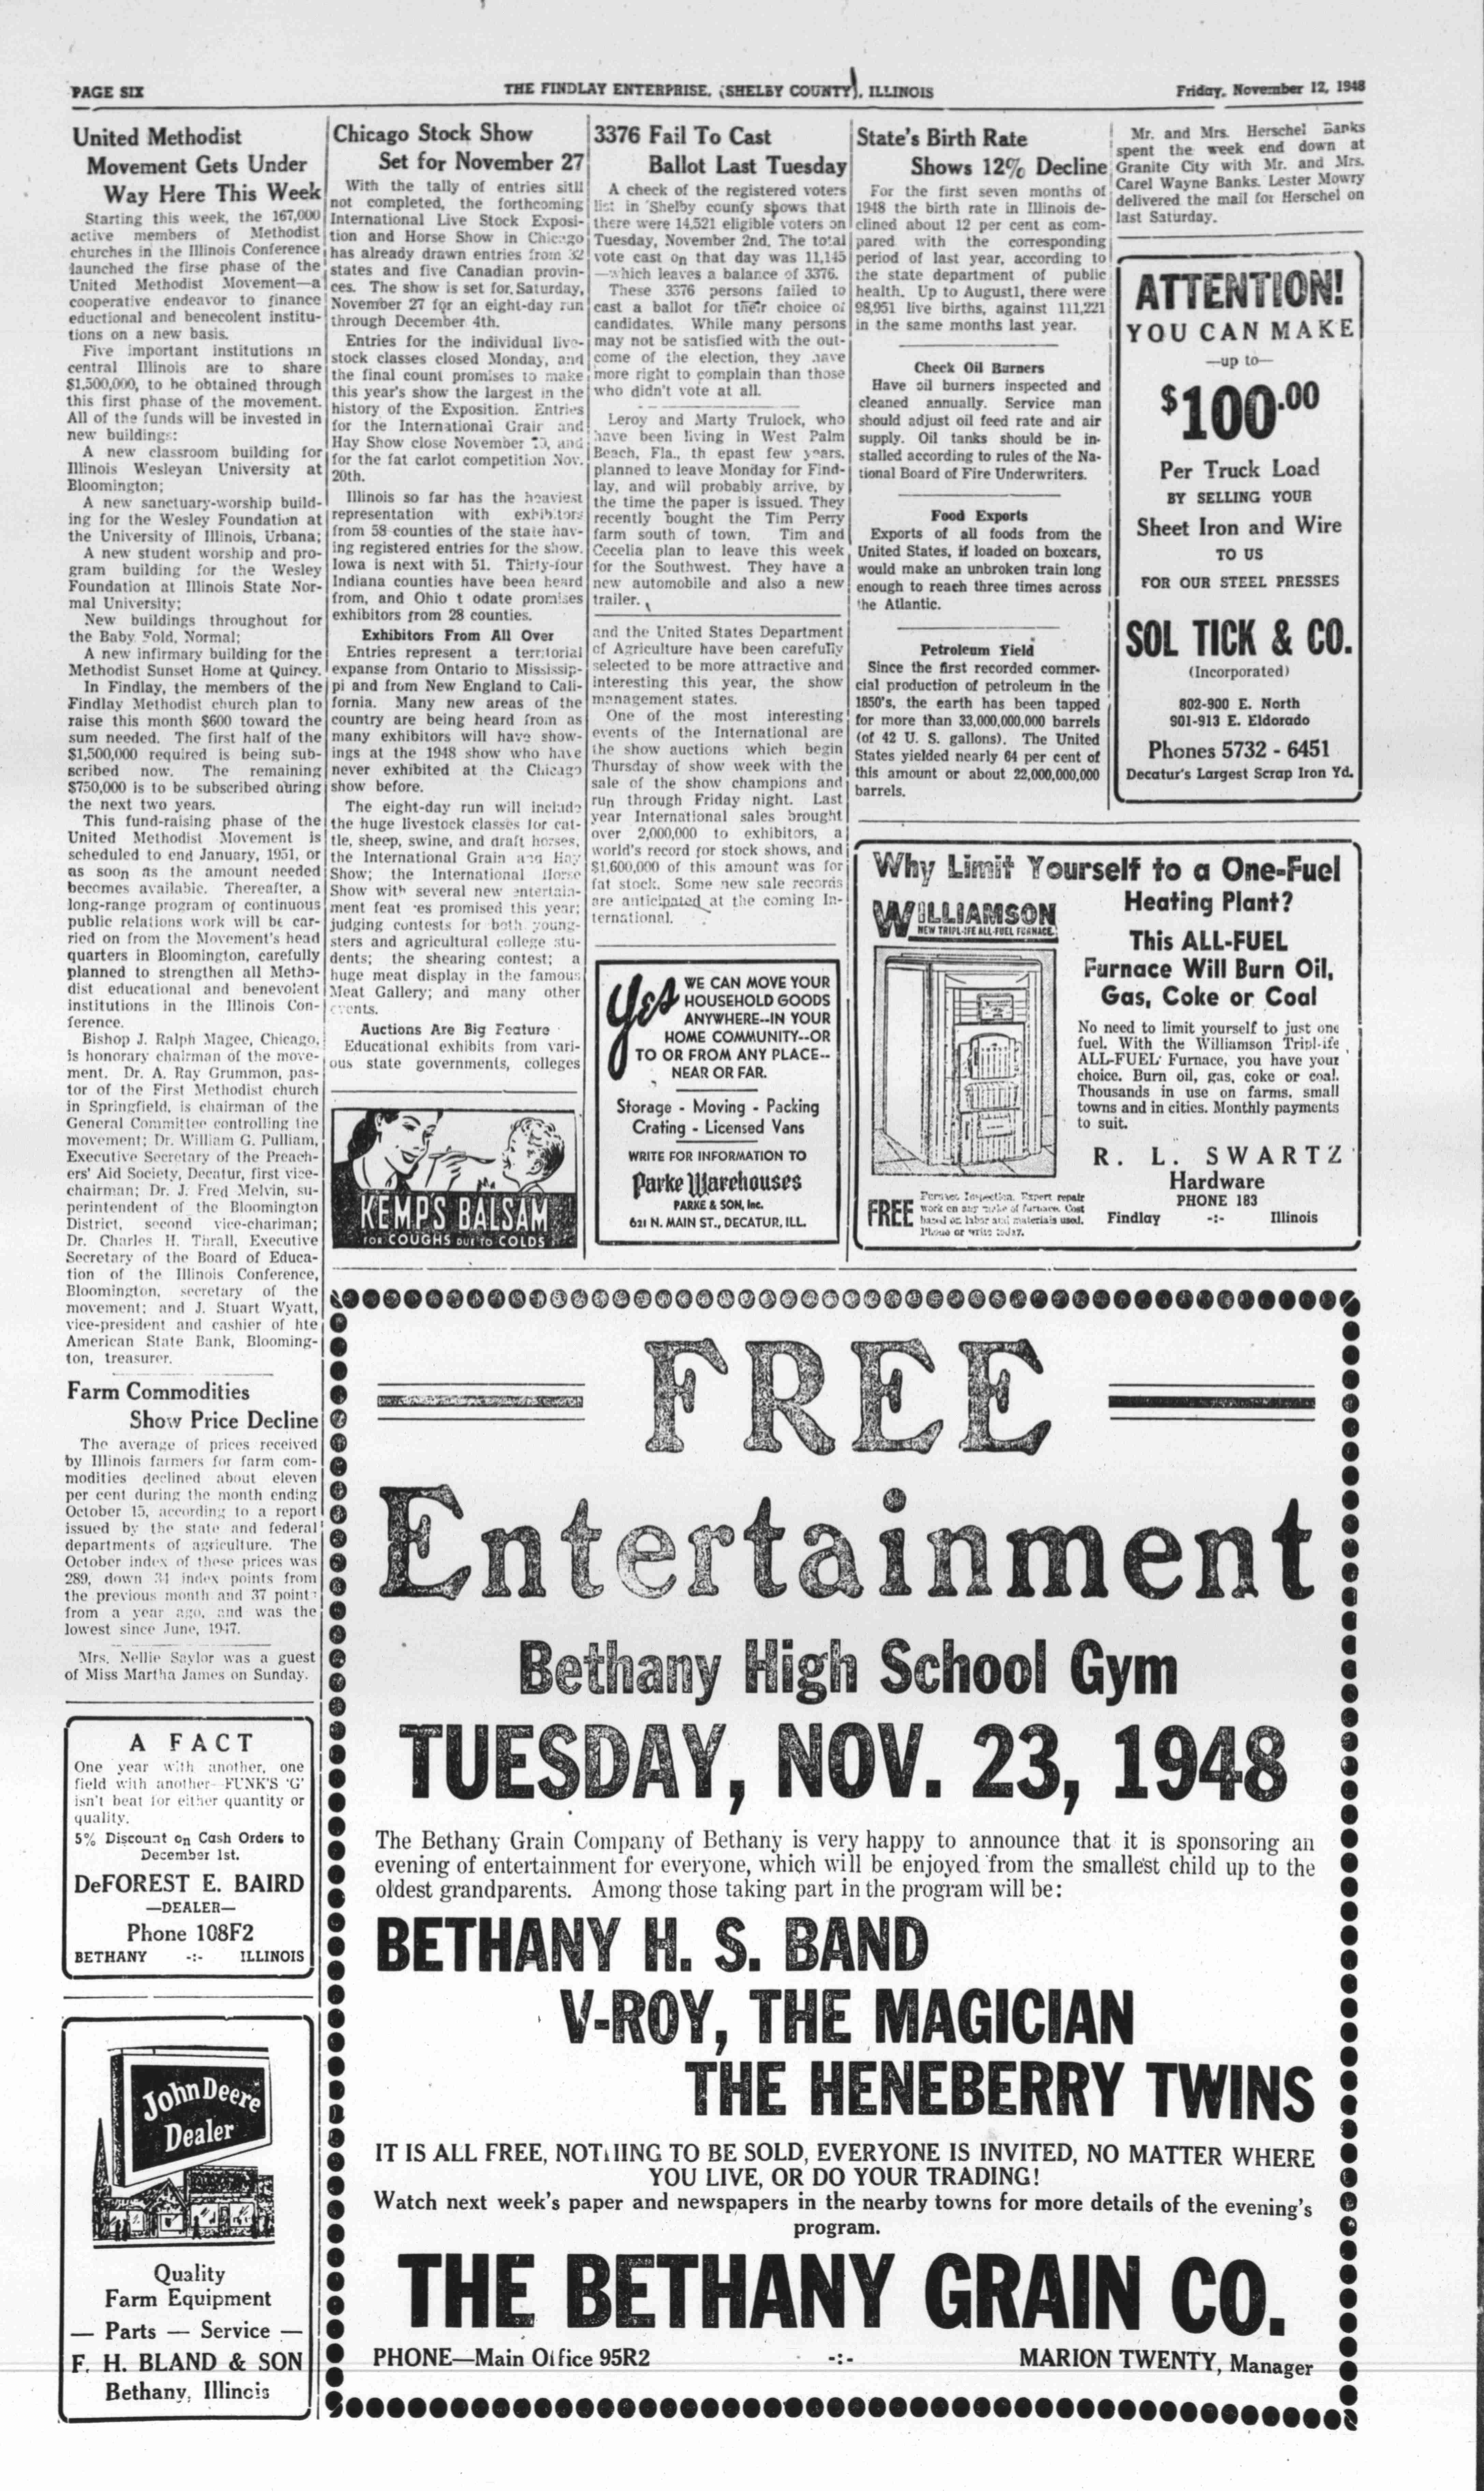 PAGE SIX
THE FINDLAY ENTERPRISE, (SHELBY COUNTY), ILLINOIS
Friday, November 12, 1948
United Methodist
Movement Gets Under
Way Here This Week
Starting this week, the 167,000
active members of Methodist
churches in the Illinois Conference
launched the firse phase of the
United Methodist Movement—a
cooperative endeavor to finance
eductional and benecolent institu-
tions on a new basis.
Five important institutions in
central Illinois are to share
$1,500,000, to be obtained through
this first phase of the movement.
All of the funds will be invested in
new buildings:
A new classroom building for
Illinois Wesleyan University at
Bloomington;
A new sanctuary-worship build-
ing for the Wesley Foundation at
the University of Illinois, Urbana;
A new student worship and pro-
gram building for the Wesley
Foundation at Illinois State Nor-
mal University;
New buildings throughout for
the Baby Fold, Normal;
A new infirmary building for the
Methodist Sunset Home at Quincy.
In Findlay, the members of the
Findlay Methodist church plan to
raise this month $600 toward the
sum needed. The first half of the
$1,500,000 required is being sub-
scribed now. The remaining
$750,000 is to be subscribed during
the next two years.
This fund-raising phase of the
United Methodist Movement is
scheduled to end January, 1951, or
as soon as the amount needed
becomes available. Thereafter, a
long-range program of continuous
public relations work will be car-
ried on from the Movement's head
quarters in Bloomington, carefully
planned to strengthen all Metho-
dist educational and benevolent
institutions in the Illinois Con-
ference.
Bishop J. Ralph Magee, Chicago,
is honorary chairman of the move-
ment. Dr. A. Ray Grummon, pas-
tor of the First Methodist church
in Springfield, is chairman of the
General Committee controlling the
movement; Dr. William G. Pulliam,
Executive Secretary of the Preach-
ers' Aid Society, Decatur, first vice-
chairman; Dr. J. Fred Melvin, su-
perintendent of the Bloomington
District, second vice-chariman;
Dr. Charles H. Thrall, Executive
Secretary of the Board of Educa-
tion of the Illinois Conference,
Bloomington, secretary of the
movement; and J. Stuart Wyatt,
vice-president and cashier of hte
American State Bank, Blooming-
ton, treasurer.
Farm Commodities
Show Price Decline
The average of prices received
by Illinois farmers for farm com-
modities declined about eleven
per cent during the month ending
October 15, according to a report
issued by the state and federal
departments of agriculture. The
October index of these prices was
289, down 34 index points from
the previous month and 37 points
from a year ago, and was the
lowest since June, 1947.
Mrs. Nellie Saylor was a guest
of Miss Martha James on Sunday.
A FACT
One year with another, one
field with another—FUNK'S 'G'
isn't beat for either quantity or
quality.
5% Discount on Cash Orders to
December 1st.
DeFOREST E. BAIRD
—DEALER—
Phone 108F2
BETHANY -:- ILLINOIS
John Deere
Dealer
Quality
Farm Equipment
— Parts — Service —
F. H. BLAND & SON
Bethany, Illinois
Chicago Stock Show
Set for November 27
With the tally of entries sitll
not completed, the forthcoming
International Live Stock Exposi-
tion and Horse Show in Chicago
has already drawn entries from 32
states and five Canadian provin-
ces. The show is set for Saturday,
November 27 for an eight-day run
through December 4th.
Entries for the individual live-
stock classes closed Monday, and
the final count promises to make
this year's show the largest in the
history of the Exposition. Entries
for the International Grair and
Hay Show close November and
for the fat carlot competition Nov.
20th.
Illinois so far has the heaviest
representation with exhibitors
from 58 counties of the state hav-
ing registered entries for the show.
Iowa is next with 51. Thirty-four
Indiana counties have been heard
from, and Ohio t odate promises
exhibitors from 28 counties.
Exhibitors From All Over
Entries represent a territorial
expanse from Ontario to Mississip-
pi and from New England to Cali-
fornia. Many new areas of the
country are being heard from as
many exhibitors will have show-
ings at the 1948 show who have
never exhibited at the Chicago
show before.
The eight-day run will include
the huge livestock classes for cat-
tle, sheep, swine, and draft horses,
the International Grain and Hay
Show; the International Horse
Show with several new entertain-
ment feat es promised this year;
judging contests for both young-
sters and agricultural college stu-
dents; the shearing contest; a
huge meat display in the famous
Meat Gallery; and many other
events.
Auctions Are Big Feature
Educational exhibits from vari-
ous state governments, colleges
KEMPS BALSAM
FOR COUGHS DUE TO COLDS
3376 Fail To Cast
Ballot Last Tuesday
A check of the registered voters
list in Shelby county shows that
there were 14,521 eligible voters on
Tuesday, November 2nd. The total
vote cast on that day was 11,145
—which leaves a balance of 3376.
These 3376 persons failed to
cast a ballot for their choice of
candidates. While many persons
may not be satisfied with the out-
come of the election, they have
more right to complain than those
who didn't vote at all.
Leroy and Marty Trulock, who
have been living in West Palm
Beach, Fla., th epast few years,
planned to leave Monday for Find-
lay, and will probably arrive, by
the time the paper is issued. They
recently bought the Tim Perry
farm south of town. Tim and
Cecelia plan to leave this week
for the Southwest. They have a
new automobile and also a new
trailer.
and the United States Department
of Agriculture have been carefully
selected to be more attractive and
interesting this year, the show
management states.
One of the most interesting
events of the International are
the show auctions which begin
Thursday of show week with the
sale of the show champions and
run through Friday night. Last
year International sales brought
over 2,000,000 to exhibitors, a
world's record for stock shows, and
$1,600,000 of this amount was for
fat stock. Some new sale records
are anticipated at the coming In-
ternational.
Yes WE CAN MOVE YOUR
HOUSEHOLD GOODS
ANYWHERE--IN YOUR
HOME COMMUNITY--OR
TO OR FROM ANY PLACE--
NEAR OR FAR.
Storage - Moving - Packing
Crating - Licensed Vans
WRITE FOR INFORMATION TO
Parke Warehouses
PARKE & SON, Inc.
621 N. MAIN ST., DECATUR, ILL.
State's Birth Rate
Shows 12% Decline
For the first seven months of
1948 the birth rate in Illinois de-
clined about 12 per cent as com-
pared with the corresponding
period of last year, according to
the state department of public
health. Up to August1, there were
98,951 live births, against 111,221
in the same months last year.
Check Oil Burners
Have oil burners inspected and
cleaned annually. Service man
should adjust oil feed rate and air
supply. Oil tanks should be in-
stalled according to rules of the Na-
tional Board of Fire Underwriters.
Food Exports
Exports of all foods from the
United States, if loaded on boxcars,
would make an unbroken train long
enough to reach three times across
the Atlantic.
Petroleum Yield
Since the first recorded commer-
cial production of petroleum in the
1850's, the earth has been tapped
for more than 33,000,000,000 barrels
(of 42 U. S. gallons). The United
States yielded nearly 64 per cent of
this amount or about 22,000,000,000
barrels.
Mr. and Mrs. Herschel Banks
spent the week end down at
Granite City with Mr. and Mrs.
Carel Wayne Banks. Lester Mowry
delivered the mail for Herschel on
last Saturday.
ATTENTION!
YOU CAN MAKE
—up to—
$100.00
Per Truck Load
BY SELLING YOUR
Sheet Iron and Wire
TO US
FOR OUR STEEL PRESSES
SOL TICK & CO.
(Incorporated)
802-900 E. North
901-913 E. Eldorado
Phones 5732 - 6451
Decatur's Largest Scrap Iron Yd.
Why Limit Yourself to a One-Fuel
Heating Plant?
WILLIAMSON
NEW TRIPL-IFE ALL-FUEL FURNACE
This ALL-FUEL
Furnace Will Burn Oil,
Gas, Coke or Coal
No need to limit yourself to just one
fuel. With the Williamson Tripl-ife
ALL-FUEL Furnace, you have your
choice. Burn oil, gas, coke or coal.
Thousands in use on farms, small
towns and in cities. Monthly payments
to suit.
R. L. SWARTZ
Hardware
PHONE 183
Findlay -:- Illinois
FREE Furnace Inspection. Expert repair
work on any make of furnace. Cost
based on labor and materials used.
Phone or write today.
FREE
Entertainment
Bethany High School Gym
TUESDAY, NOV. 23, 1948
The Bethany Grain Company of Bethany is very happy to announce that it is sponsoring an
evening of entertainment for everyone, which will be enjoyed from the smallest child up to the
oldest grandparents. Among those taking part in the program will be:
BETHANY H. S. BAND
V-ROY, THE MAGICIAN
THE HENEBERRY TWINS
IT IS ALL FREE, NOTHING TO BE SOLD, EVERYONE IS INVITED, NO MATTER WHERE
YOU LIVE, OR DO YOUR TRADING!
Watch next week's paper and newspapers in the nearby towns for more details of the evening's
program.
THE BETHANY GRAIN CO.
PHONE—Main Office 95R2 -:- MARION TWENTY, Manager